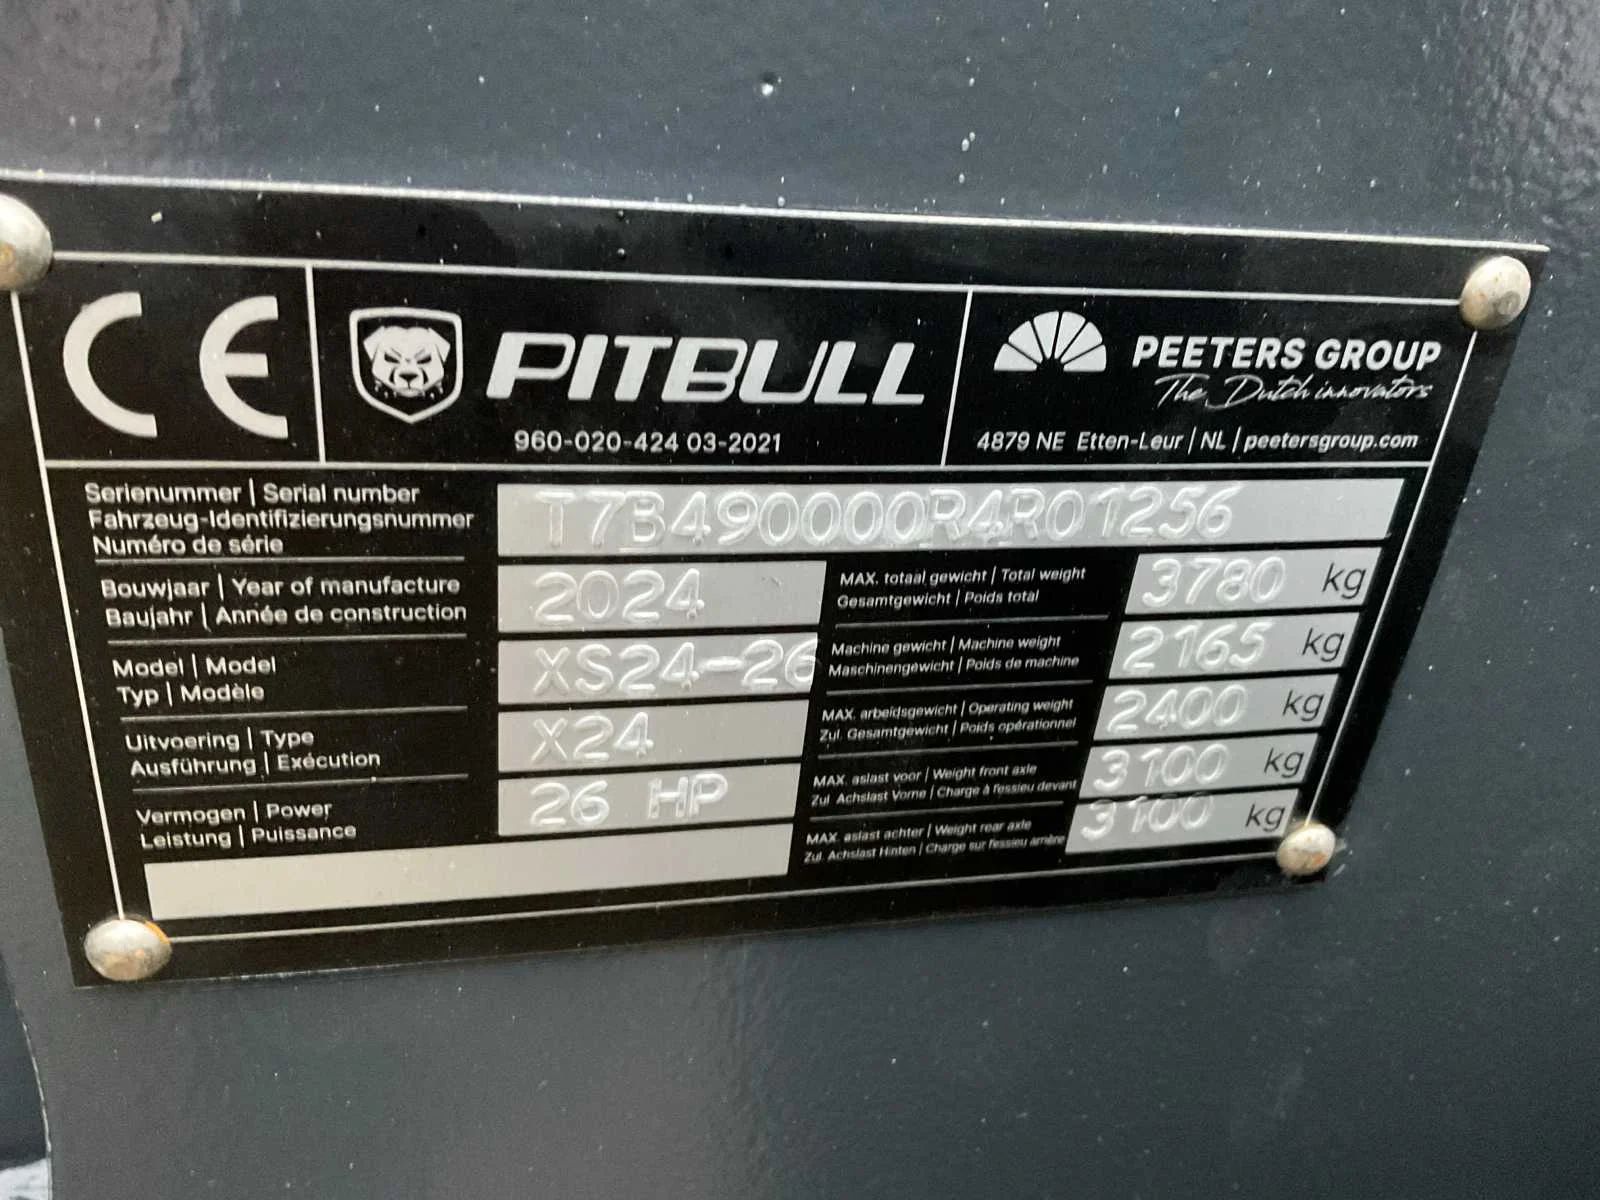 CE
PITBULL
960-020-424 03-2021
PEETERS GROUP
The Dutch innovators
4879 NE Etten-Leur | NL | peetersgroup.com
Serienummer | Serial number
Fahrzeug-Identifizierungsnummer
Numéro de série
T7B490000R4R01256
Bouwjaar | Year of manufacture
Baujahr | Année de construction
2024
Model | Model
Typ | Modèle
XS24-26
Uitvoering | Type
Ausführung | Exécution
X24
Vermogen | Power
Leistung | Puissance
26 HP
MAX. totaal gewicht | Total weight
Gesamtgewicht | Poids total
3780 kg
Machine gewicht | Machine weight
Maschinengewicht | Poids de machine
2165 kg
MAX. arbeidsgewicht | Operating weight
Zul. Gesamtgewicht | Poids opérationnel
2400 kg
MAX. aslast voor | Weight front axle
Zul. Achslast Vorne | Charge à l'essieu devant
3100 kg
MAX. aslast achter | Weight rear axle
Zul. Achslast Hinten | Charge sur l'essieu arrière
3100 kg